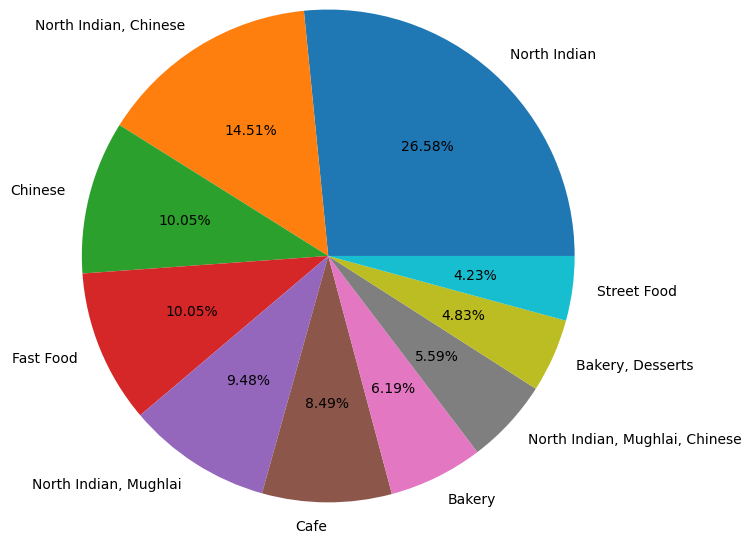 North Indian, Chinese
North Indian
14.51%
26.58%
Chinese
10.05%
4.23%
Street Food
10.05%
4.83%
Fast Food
5.59%
Bakery, Desserts
9.48%
6.19%
8.49%
North Indian, Mughlai, Chinese
North Indian, Mughlai
Bakery
Cafe